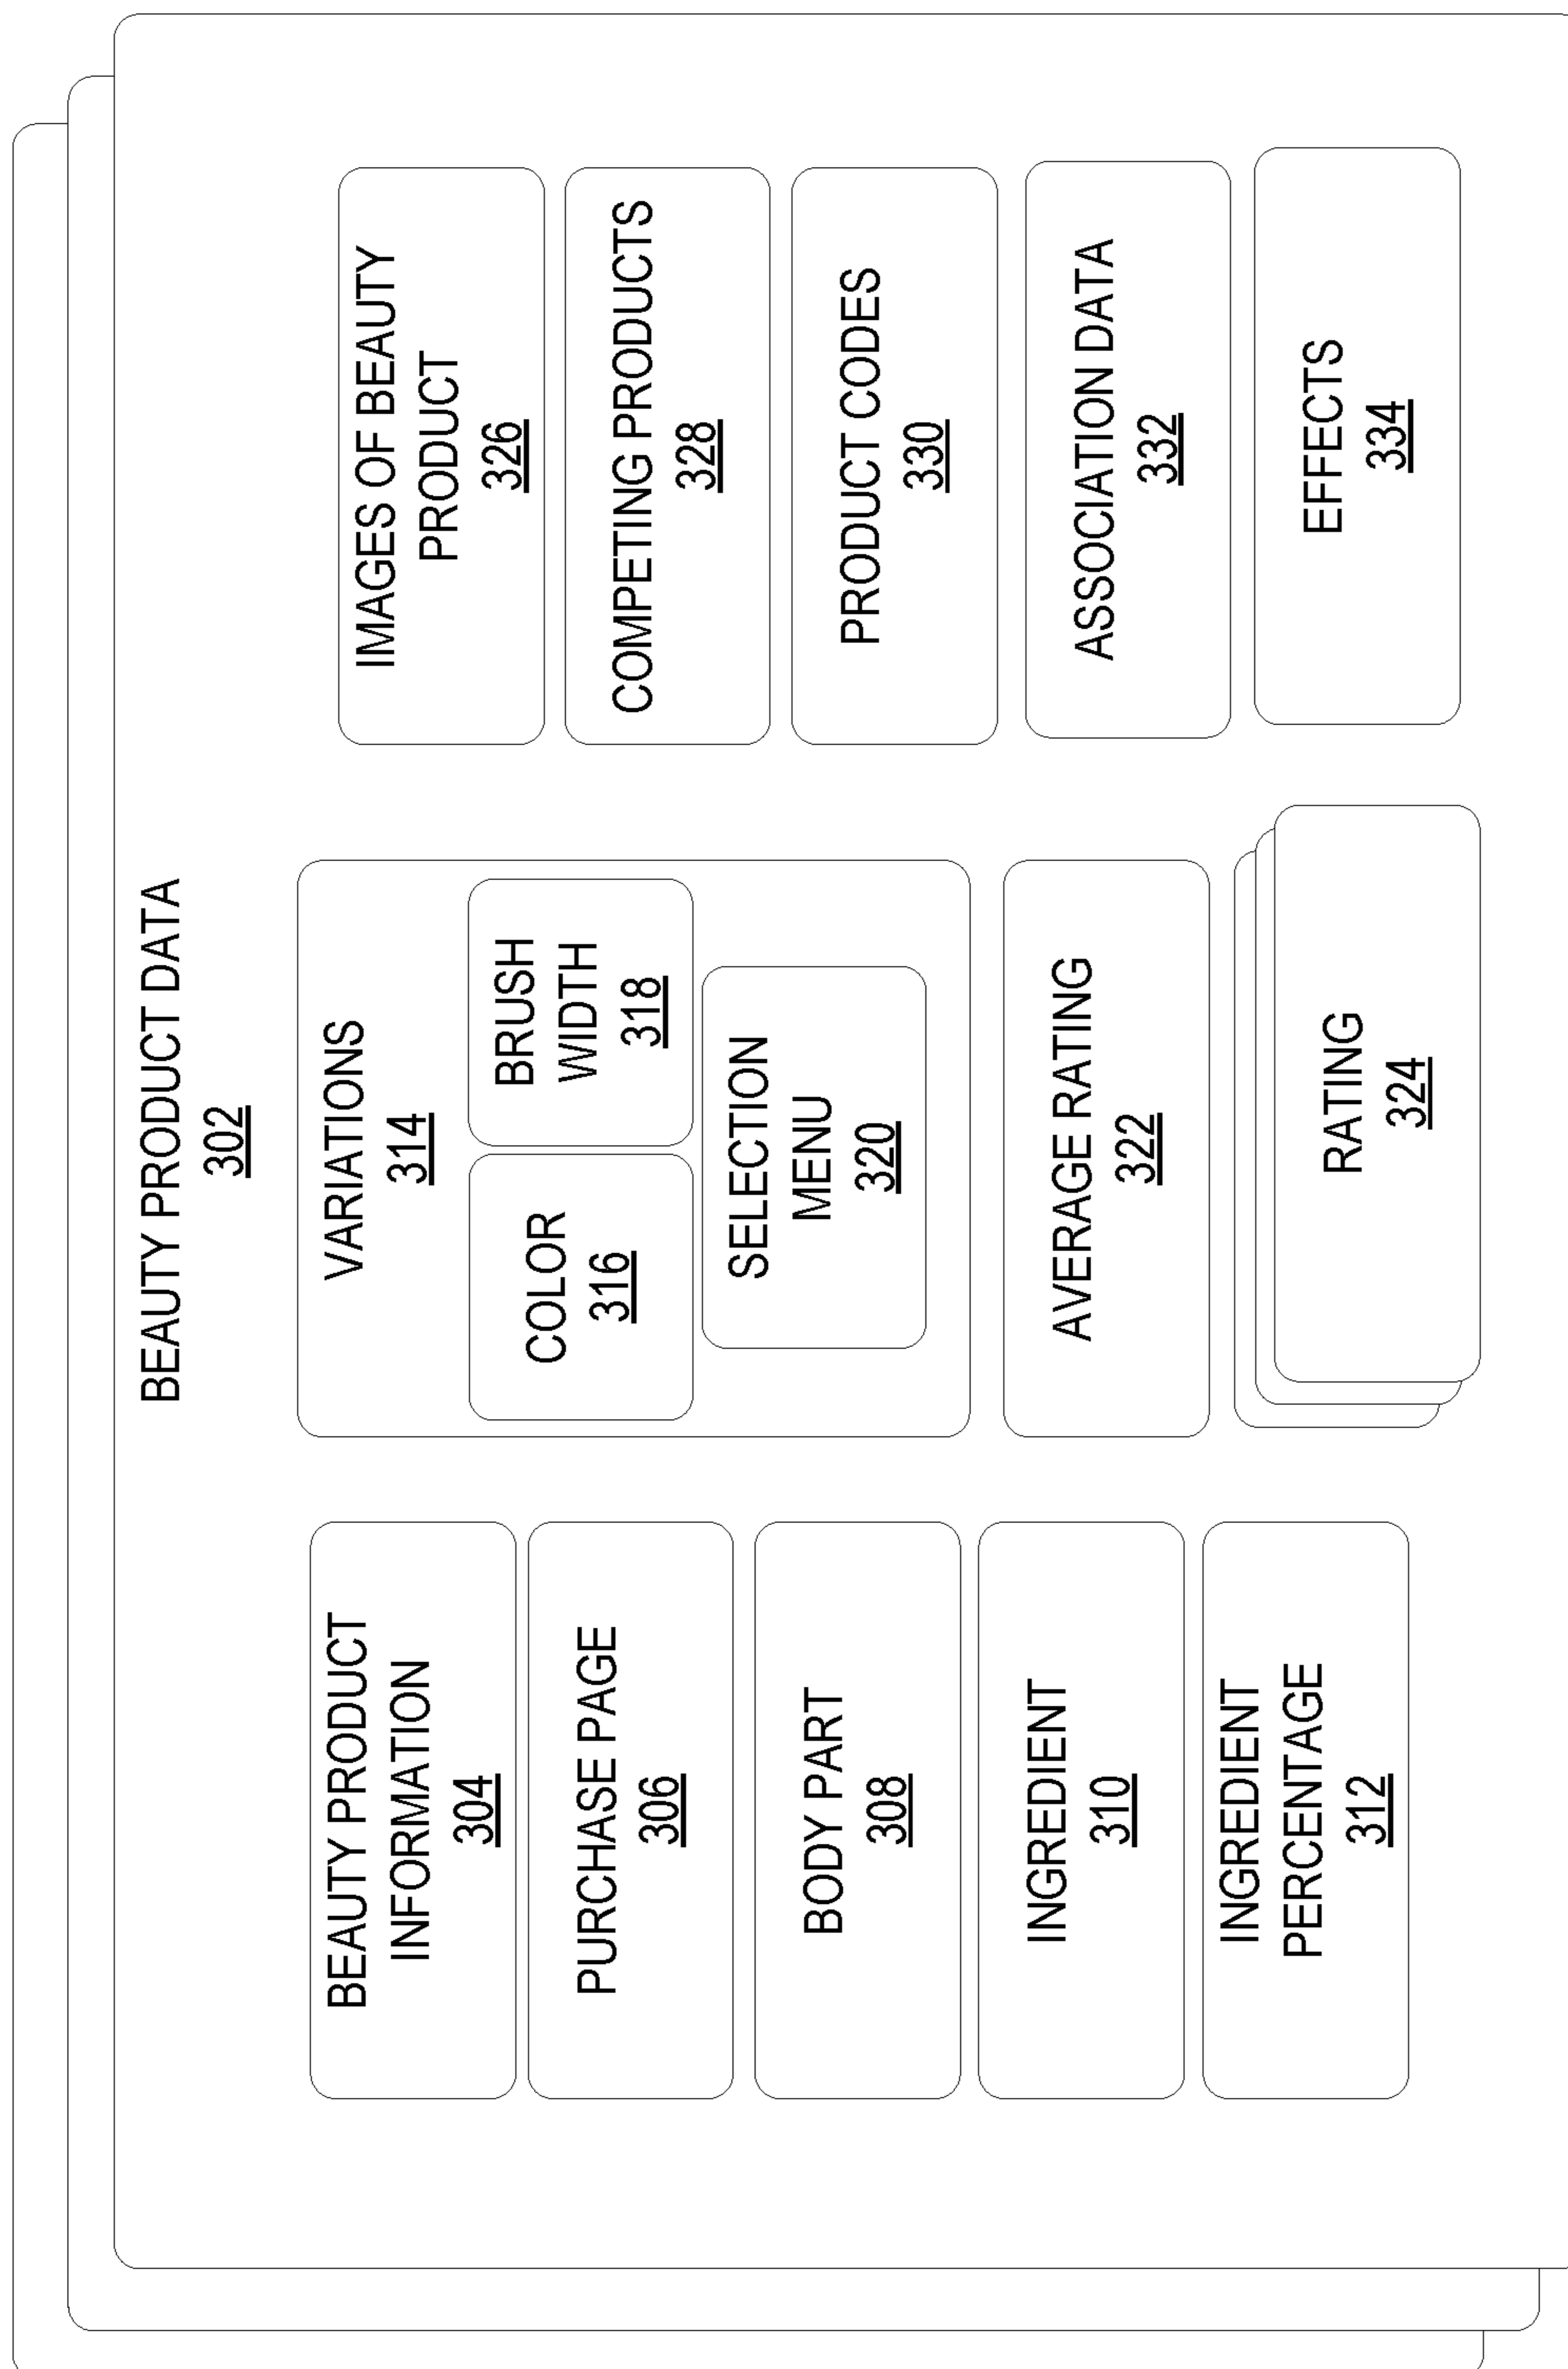 BEAUTY PRODUCT DATA
302
BEAUTY PRODUCT
INFORMATION
304
PURCHASE PAGE
306
BODY PART
308
INGREDIENT
310
INGREDIENT
PERCENTAGE
312
VARIATIONS
314
COLOR
316
BRUSH
WIDTH
318
SELECTION
MENU
320
AVERAGE RATING
322
RATING
324
IMAGES OF BEAUTY
PRODUCT
326
COMPETING PRODUCTS
328
PRODUCT CODES
330
ASSOCIATION DATA
332
EFFECTS
334